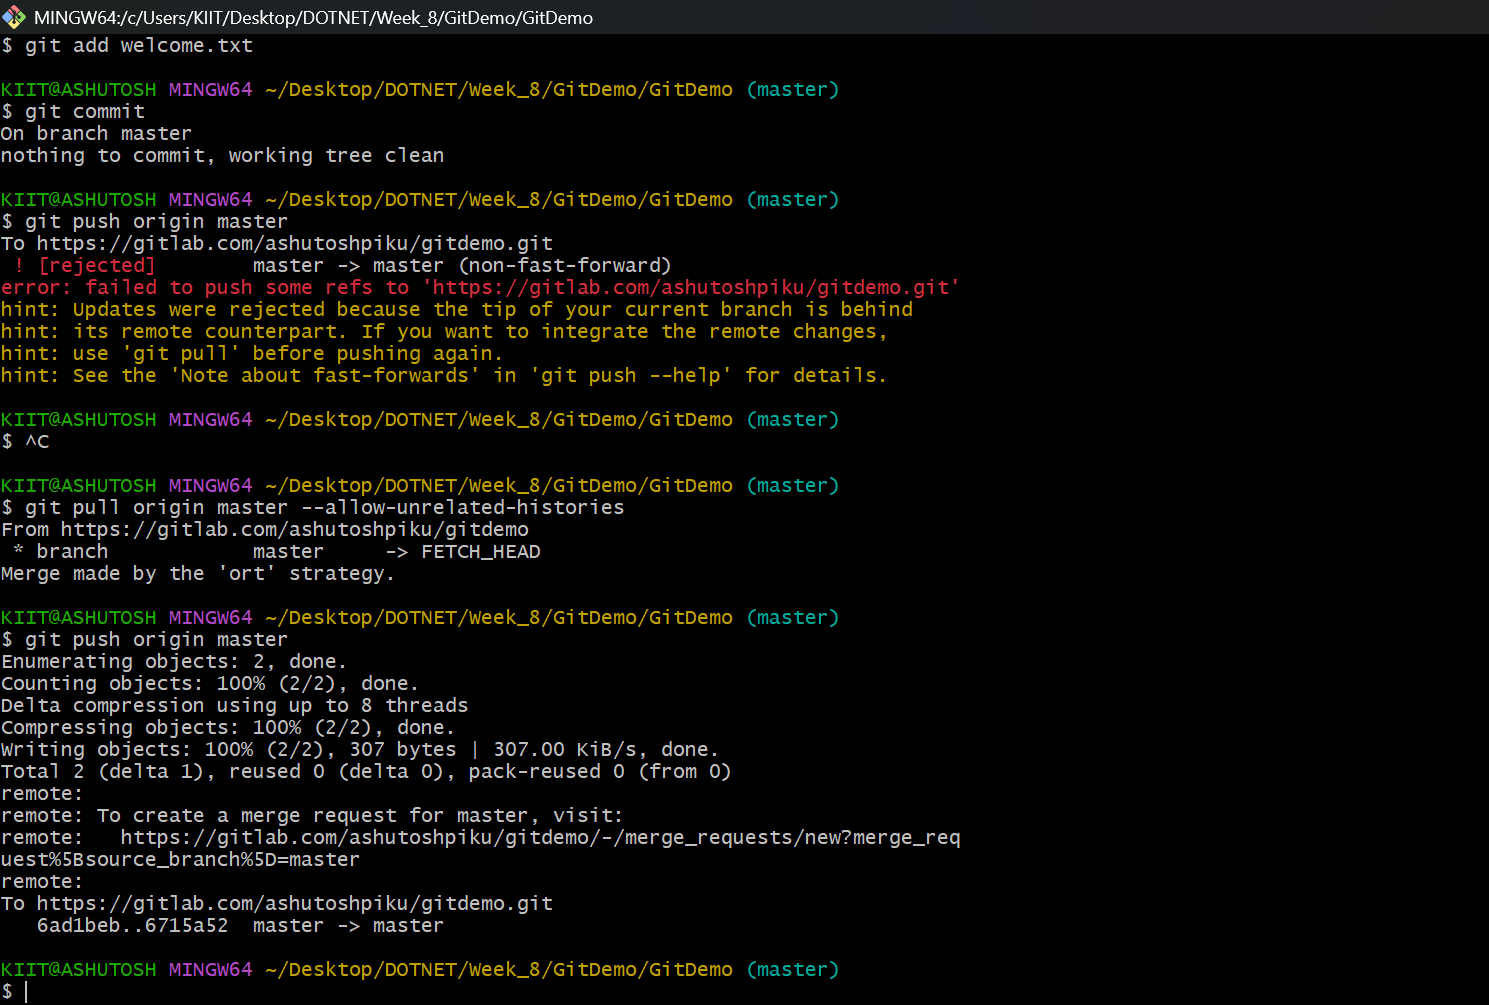 MINGW64:/c/Users/KIIT/Desktop/DOTNET/Week_8/GitDemo/GitDemo
$ git add welcome.txt
KIIT@ASHUTOSH MINGW64 ~/Desktop/DOTNET/Week_8/GitDemo/GitDemo (master)
$ git commit
On branch master
nothing to commit, working tree clean
KIIT@ASHUTOSH MINGW64 ~/Desktop/DOTNET/Week_8/GitDemo/GitDemo (master)
$ git push origin master
To https://gitlab.com/ashutoshpiku/gitdemo.git
 ! [rejected]        master -> master (non-fast-forward)
error: failed to push some refs to 'https://gitlab.com/ashutoshpiku/gitdemo.git'
hint: Updates were rejected because the tip of your current branch is behind
hint: its remote counterpart. If you want to integrate the remote changes,
hint: use 'git pull' before pushing again.
hint: See the 'Note about fast-forwards' in 'git push --help' for details.
KIIT@ASHUTOSH MINGW64 ~/Desktop/DOTNET/Week_8/GitDemo/GitDemo (master)
$ ^C
KIIT@ASHUTOSH MINGW64 ~/Desktop/DOTNET/Week_8/GitDemo/GitDemo (master)
$ git pull origin master --allow-unrelated-histories
From https://gitlab.com/ashutoshpiku/gitdemo
 * branch            master     -> FETCH_HEAD
Merge made by the 'ort' strategy.
KIIT@ASHUTOSH MINGW64 ~/Desktop/DOTNET/Week_8/GitDemo/GitDemo (master)
$ git push origin master
Enumerating objects: 2, done.
Counting objects: 100% (2/2), done.
Delta compression using up to 8 threads
Compressing objects: 100% (2/2), done.
Writing objects: 100% (2/2), 307 bytes | 307.00 KiB/s, done.
Total 2 (delta 1), reused 0 (delta 0), pack-reused 0 (from 0)
remote:
remote: To create a merge request for master, visit:
remote:   https://gitlab.com/ashutoshpiku/gitdemo/-/merge_requests/new?merge_req
uest%5Bsource_branch%5D=master
remote:
To https://gitlab.com/ashutoshpiku/gitdemo.git
   6ad1beb..6715a52  master -> master
KIIT@ASHUTOSH MINGW64 ~/Desktop/DOTNET/Week_8/GitDemo/GitDemo (master)
$